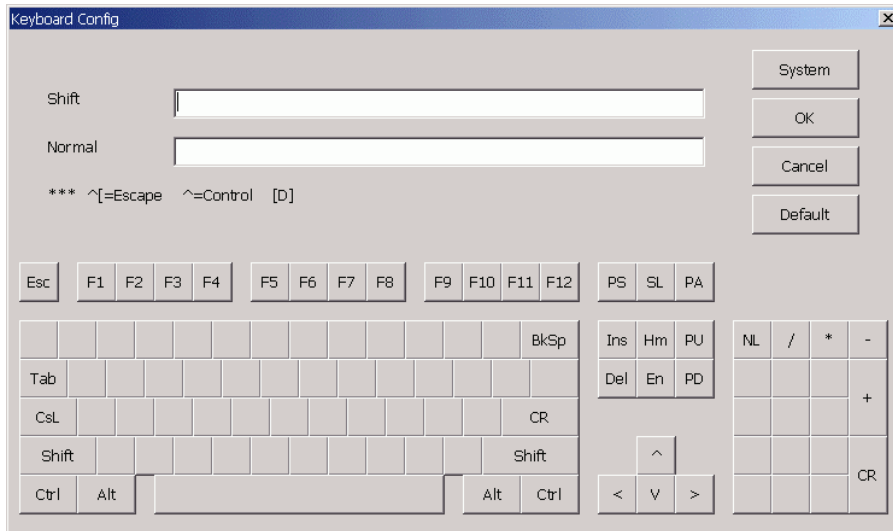 Keyboard Config
System
Shift
OK
Normal
Cancel
*** ^[=Escape ^=Control [D]
Default
Esc F1 F2 F3 F4 F5 F6 F7 F8 F9 F10 F11 F12 PS SL PA
BkSp Ins Hm PU NL / * -
Tab Del En PD
+
CsL CR
Shift Shift ^
CR
Ctrl Alt Alt Ctrl < V >